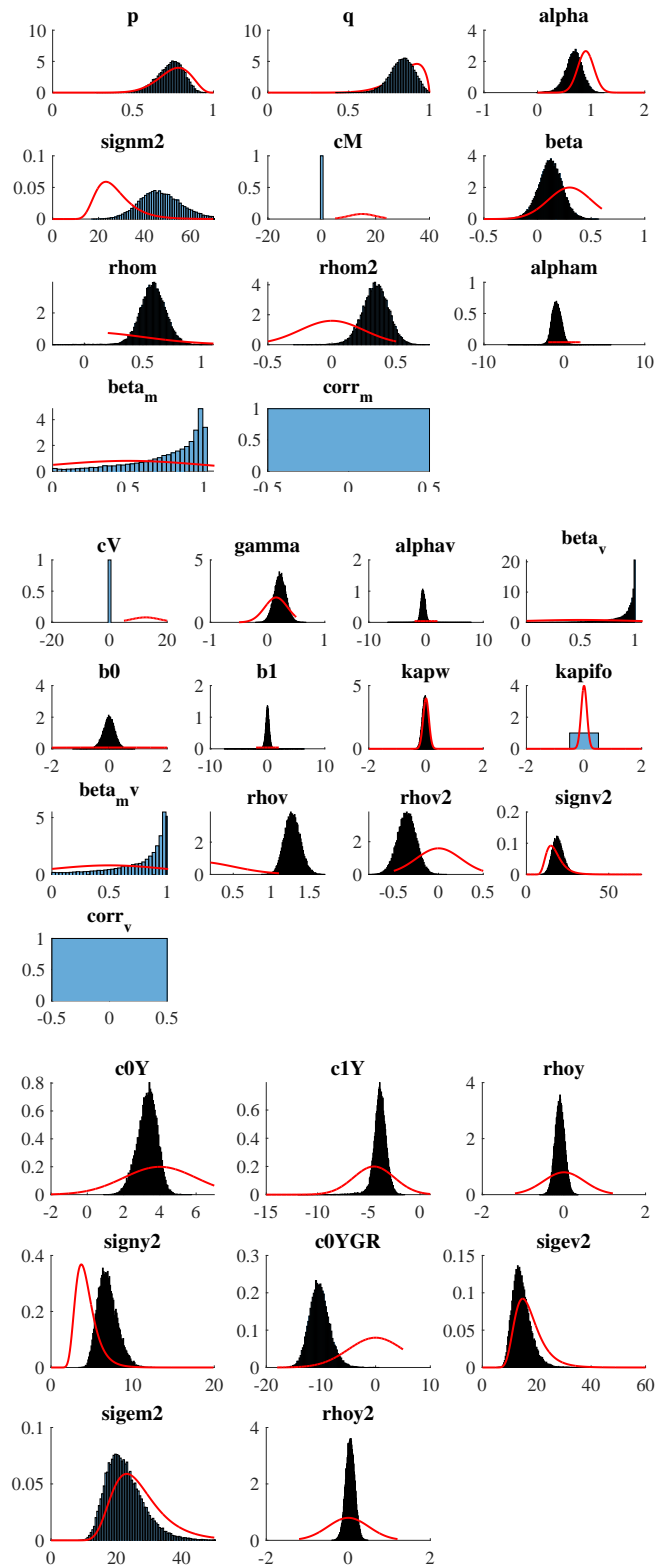 p q alpha
10 10 4
5 5 2
0 0 0
0 0.5 1 0 0.5 1 -1 0 1 2
signm2 cM beta
0.1 1 4
0.05 0.5 2
0 0 0
0 20 40 60 -20 0 20 40 -0.5 0 0.5 1
rhom rhom2 alpham
4 1
2 2 0.5
0 0 0
0 0.5 1 -0.5 0 0.5 -10 0 10
beta_m corr_m
4 1
2 0.5
0 0
0 0.5 1 -0.5 0 0.5
cV gamma alphav beta_v
1 5 2 20
0.5 1 10
0 0 0 0
-20 0 20 -1 0 1 -10 0 10 0 0.5 1
b0 b1 kapw kapifo
4 2 4 4
2 1 2 2
0 0 0 0
-2 0 2 -10 0 10 -2 0 2 -2 0 2
beta_mv rhov rhov2 signv2
5 0.2
2 2 0.1
0 0 0 0
0 0.5 1 0.5 1 1.5 -0.5 0 0.5 50
corr_v
1
0.5
0
-0.5 0 0.5
c0Y c1Y rhoy
0.8 4
0.6 0.6
0.4 0.4 2
0.2 0.2
0 0 0
-2 0 2 4 6 -15 -10 -5 0 -2 0 2
signy2 c0YGR sigev2
0.4 0.3 0.15
0.2 0.2 0.1
0.1 0.05
0 0 0
0 10 20 -20 -10 0 10 0 20 40 60
sigem2 rhoy2
0.1 4
0.05 2
0 0
0 20 40 -2 0 2